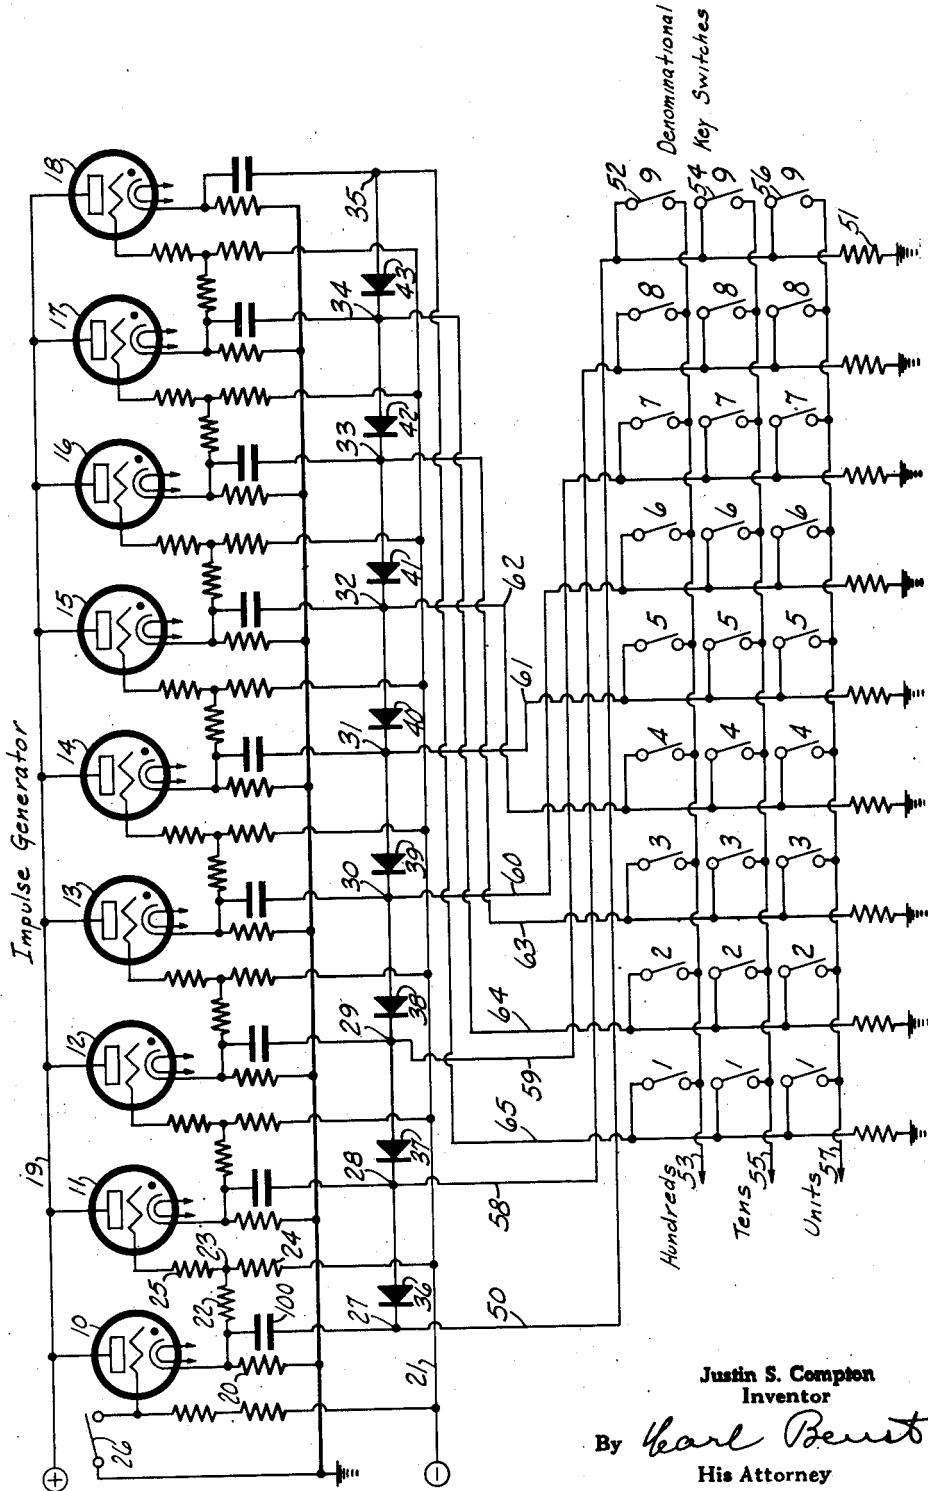 Impulse Generator
+ 19
10 11 12 13 14 15 16 17 18
26
25 23
22 24
20 100
27 28 29 30 31 32 33 34 35
36 37 38 39 40 41 42 43
− 21
50 58 65 59 64 63 60 61 62
Denominational
Key Switches
52
1 2 3 4 5 6 7 8 9
Hundreds 53
54
1 2 3 4 5 6 7 8 9
Tens 55
56
1 2 3 4 5 6 7 8 9
Units 57
51
Justin S. Compton
Inventor
By Carl Beust
His Attorney